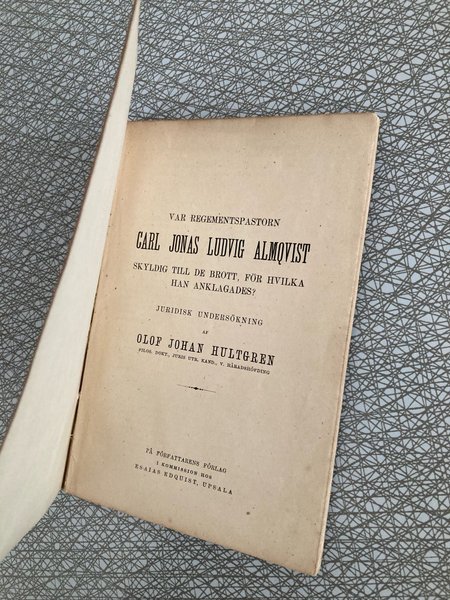 VAR REGEMENTSPASTORN
CARL JONAS LUDVIG ALMQVIST
SKYLDIG TILL DE BROTT, FÖR HVILKA
HAN ANKLAGADES?
JURIDISK UNDERSÖKNING
AF
OLOF JOHAN HULTGREN
FILOS. DOKT., JURIS UTR. KAND., V. HÄRADSHÖFDING
PÅ FÖRFATTARENS FÖRLAG
I KOMMISSION HOS
ESAIAS EDQUIST, UPSALA